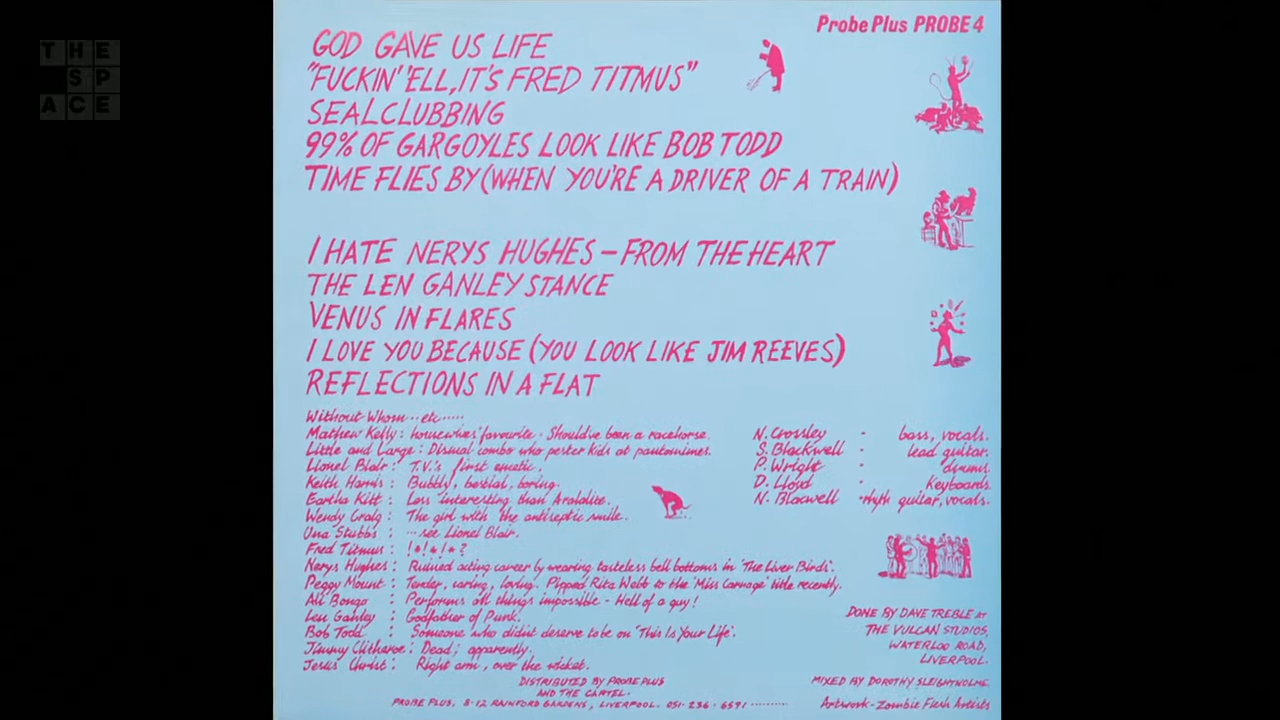 THE
SP
ACE
Probe Plus PROBE 4
GOD GAVE US LIFE
"FUCKIN' 'ELL, IT'S FRED TITMUS"
SEALCLUBBING
99% OF GARGOYLES LOOK LIKE BOB TODD
TIME FLIES BY (WHEN YOU'RE A DRIVER OF A TRAIN)
I HATE NERYS HUGHES – FROM THE HEART
THE LEN GANLEY STANCE
VENUS IN FLARES
I LOVE YOU BECAUSE (YOU LOOK LIKE JIM REEVES)
REFLECTIONS IN A FLAT
Without Whom... etc.....
Mathew Kelly: housewives' favourite. Should've been a racehorse.
Little and Large: Dismal combo who pester kids at pantomimes.
Lionel Blair: T.V.'s first emetic.
Keith Harris: Bubbly, bestial, boring.
Eartha Kitt: Less interesting than Araldite.
Wendy Craig: The girl with the antiseptic smile.
Una Stubbs: ... see Lionel Blair.
Fred Titmus: !*!*!*?
Nerys Hughes: Ruined acting career by wearing tasteless bell bottoms in 'The Liver Birds'.
Peggy Mount: Tender, caring, loving. Pipped Rita Webb to the 'Miss Carnage' title recently.
Ali Bongo: Performs all things impossible - Hell of a guy!
Len Ganley: Godfather of Punk.
Bob Todd: Someone who didn't deserve to be on 'This Is Your Life'.
Jimmy Clitheroe: Dead; apparently.
Jesus Christ: Right arm, over the wicket.
N. Crossley - bass, vocals.
S. Blackwell - lead guitar.
P. Wright - drums.
D. Lloyd - Keyboards.
N. Blackwell - rhyth guitar, vocals.
DONE BY DAVE TREBLE AT
THE VULCAN STUDIOS,
WATERLOO ROAD,
LIVERPOOL.
MIXED BY DOROTHY SLEIGHTHOLME.
Artwork - Zombie Flesh Artists
DISTRIBUTED BY PROBE PLUS
AND THE CARTEL.
PROBE PLUS, 8-12 RAINFORD GARDENS, LIVERPOOL. 051-236-6591..........